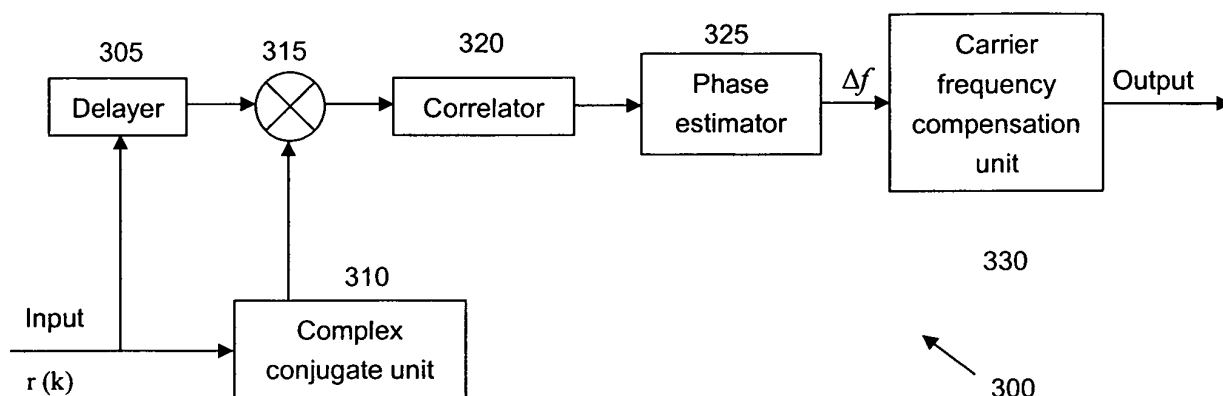 305
315
320
325
Delayer
Correlator
Phase
estimator
Δf
Carrier
frequency
compensation
unit
Output
310
330
Input
r (k)
Complex
conjugate unit
300